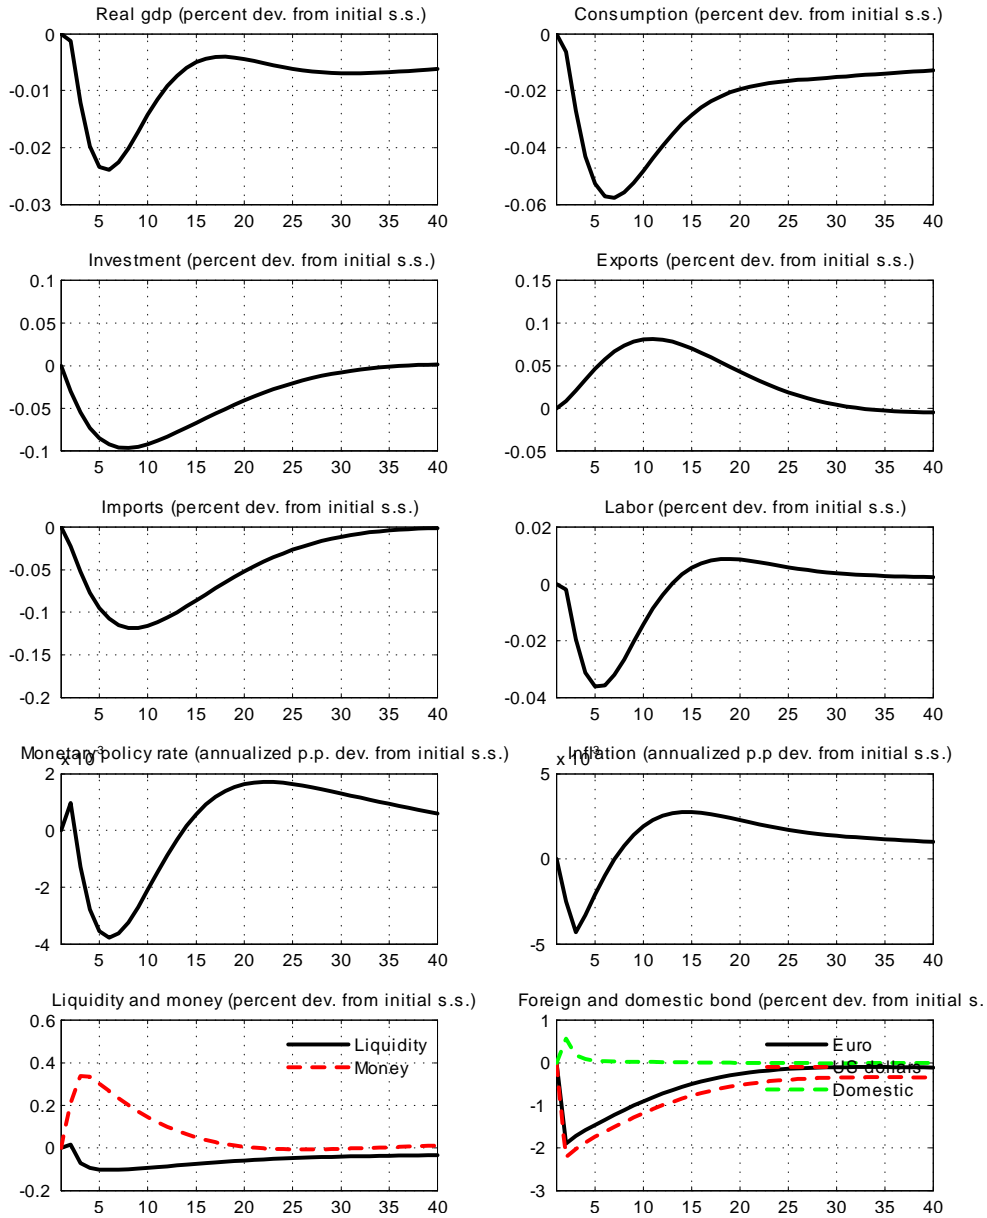 Real gdp (percent dev. from initial s.s.)
0
-0.01
-0.02
-0.03
5 10 15 20 25 30 35 40
Consumption (percent dev. from initial s.s.)
0
-0.02
-0.04
-0.06
5 10 15 20 25 30 35 40
Investment (percent dev. from initial s.s.)
0.1
0.05
0
-0.05
-0.1
5 10 15 20 25 30 35 40
Exports (percent dev. from initial s.s.)
0.15
0.1
0.05
0
-0.05
5 10 15 20 25 30 35 40
Imports (percent dev. from initial s.s.)
0
-0.05
-0.1
-0.15
-0.2
5 10 15 20 25 30 35 40
Labor (percent dev. from initial s.s.)
0.02
0
-0.02
-0.04
5 10 15 20 25 30 35 40
Monetary policy rate (annualized p.p. dev. from initial s.s.)
x 10^-3
2
0
-2
-4
5 10 15 20 25 30 35 40
Inflation (annualized p.p dev. from initial s.s.)
x 10^-3
5
0
-5
5 10 15 20 25 30 35 40
Liquidity and money (percent dev. from initial s.s.)
0.6
0.4
0.2
0
-0.2
Liquidity
Money
5 10 15 20 25 30 35 40
Foreign and domestic bond (percent dev. from initial s.
1
0
-1
-2
-3
Euro
US dollars
Domestic
5 10 15 20 25 30 35 40